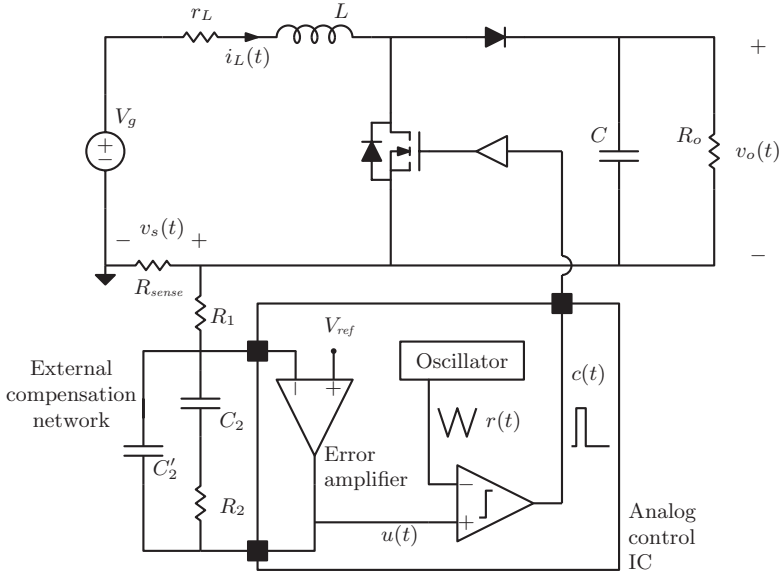 r_L
L
i_L(t)
V_g
+
−
C
R_o
+
v_o(t)
−
− v_s(t) +
R_sense
R_1
V_ref
External
compensation
network
− +
Oscillator
c(t)
C_2
r(t)
C_2′
Error
amplifier
−
R_2
+
u(t)
Analog
control
IC